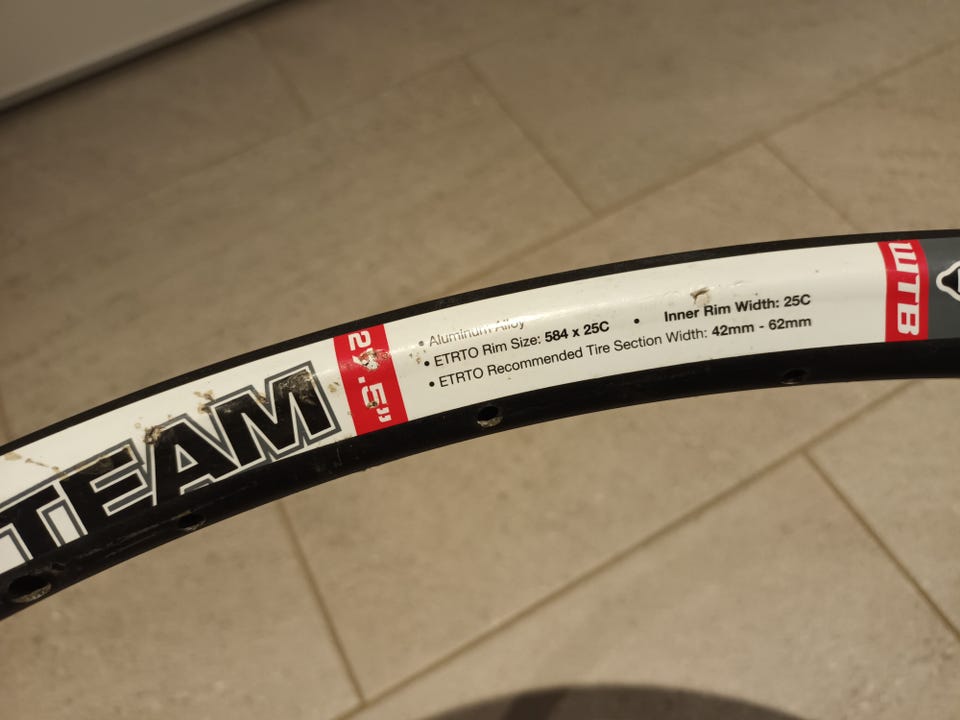 TEAM
27.5"
• Aluminum Alloy
• ETRTO Rim Size: 584 x 25C • Inner Rim Width: 25C
• ETRTO Recommended Tire Section Width: 42mm - 62mm
WTB